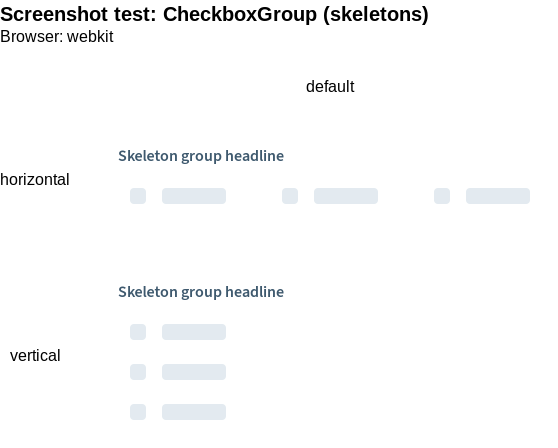 Screenshot test: CheckboxGroup (skeletons)
Browser: webkit
default
Skeleton group headline
horizontal
Skeleton group headline
vertical